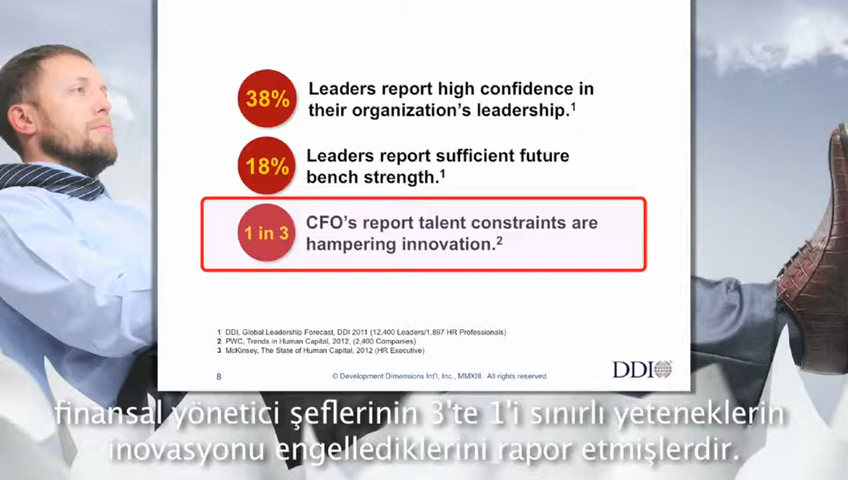 38%
Leaders report high confidence in
their organization's leadership.1
18%
Leaders report sufficient future
bench strength.1
1 in 3
CFO's report talent constraints are
hampering innovation.2
1 DDI, Global Leadership Forecast, DDI 2011 (12,400 Leaders/1,897 HR Professionals)
2 PWC, Trends in Human Capital, 2012, (2,400 Companies)
3 McKinsey, The State of Human Capital, 2012 (HR Executive)
8
© Development Dimensions Int'l, Inc., MMXIII. All rights reserved.
DDI
finansal yönetici şeflerinin 3'te 1'i sınırlı yeteneklerin
inovasyonu engellediklerini rapor etmişlerdir.